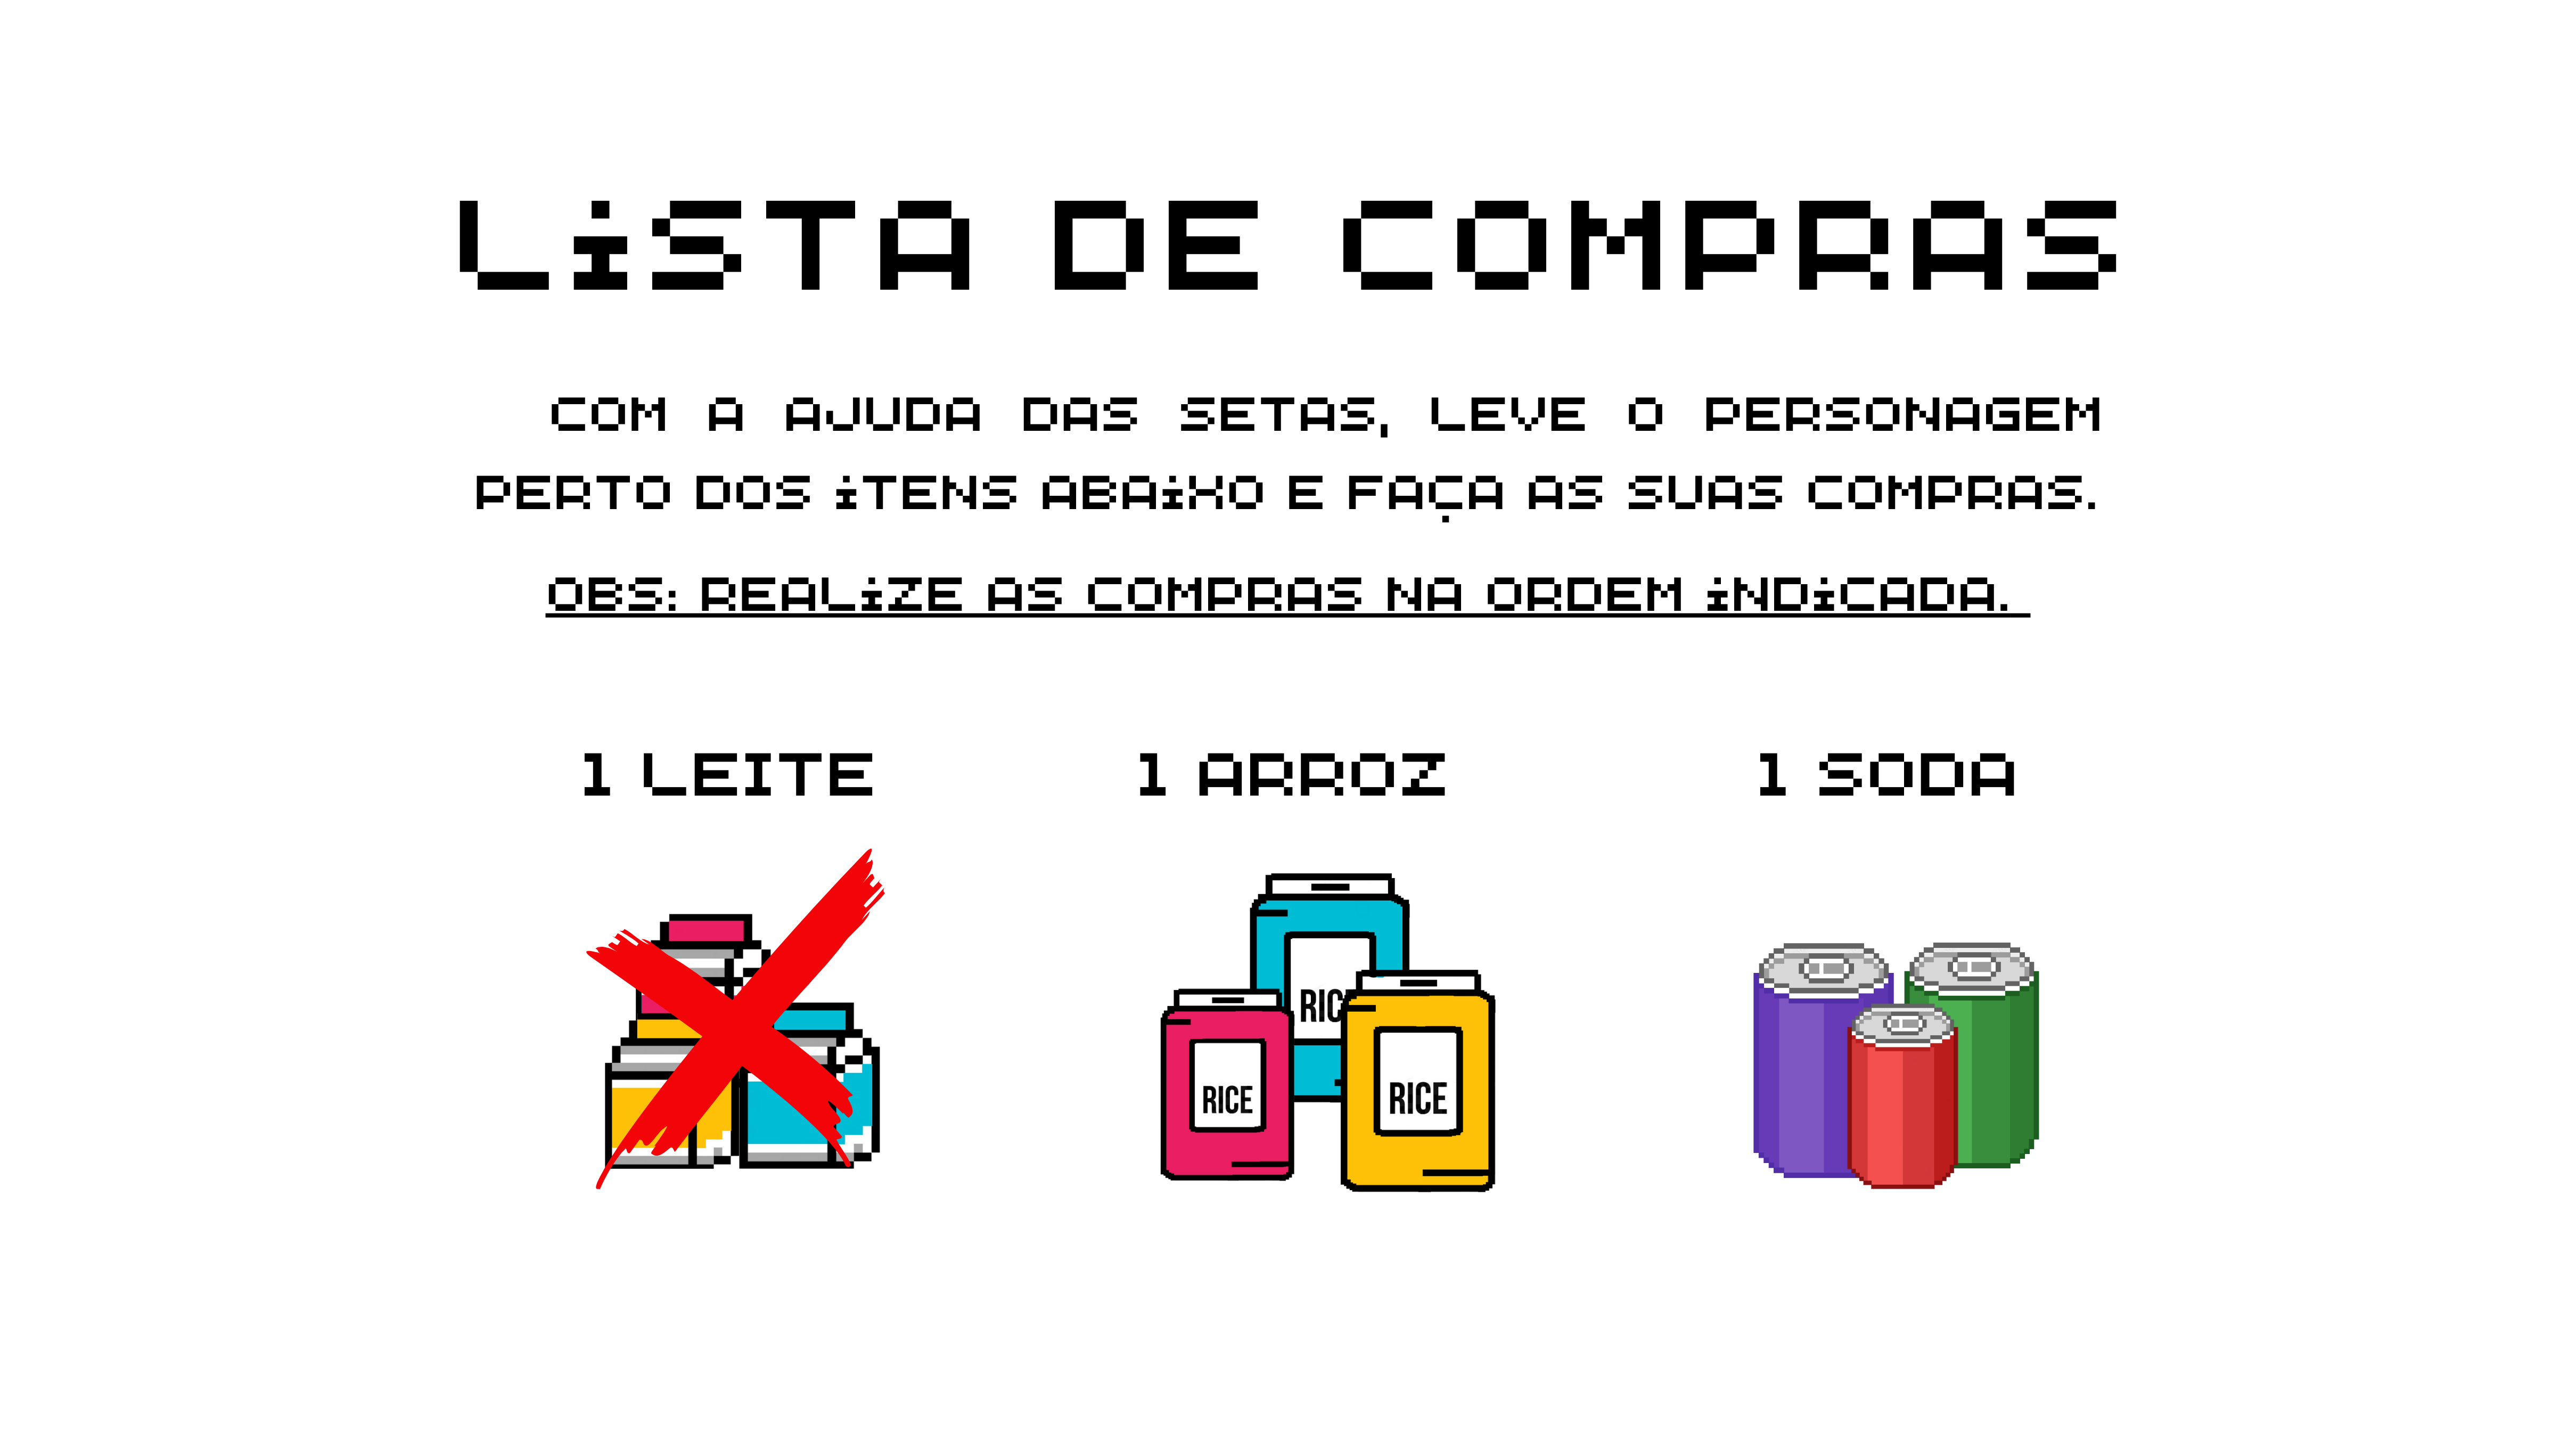 LiSTA DE COMPRAS
COM A AJUDA DAS SETAS, LEVE O PERSONAGEM
PERTO DOS iTENS ABAiXO E FAÇA AS SUAS COMPRAS.
OBS: REALiZE AS COMPRAS NA ORDEM iNDiCADA.
1 LEITE
1 ARROZ
1 SODA
RICE
RICE